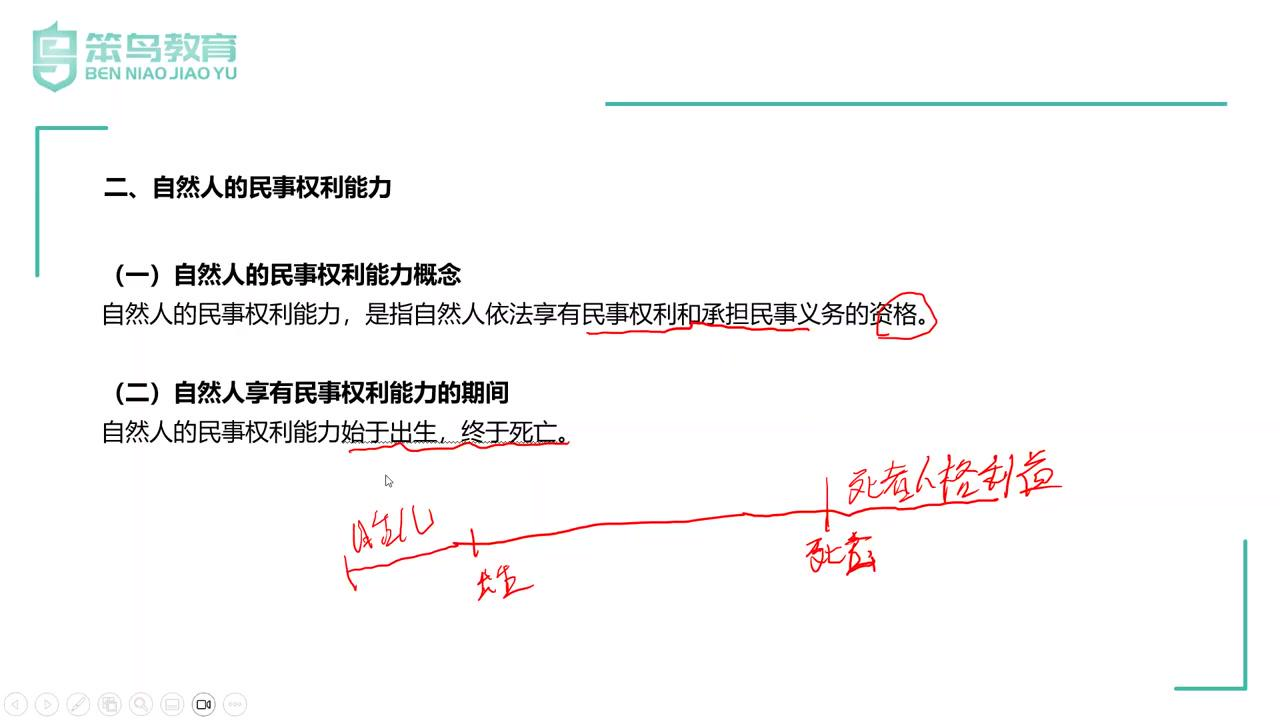 笨鸟教育
BEN NIAO JIAO YU
二、自然人的民事权利能力
（一）自然人的民事权利能力概念
自然人的民事权利能力，是指自然人依法享有民事权利和承担民事义务的资格。
（二）自然人享有民事权利能力的期间
自然人的民事权利能力始于出生，终于死亡。
死者人格利益
生儿
出生
死者